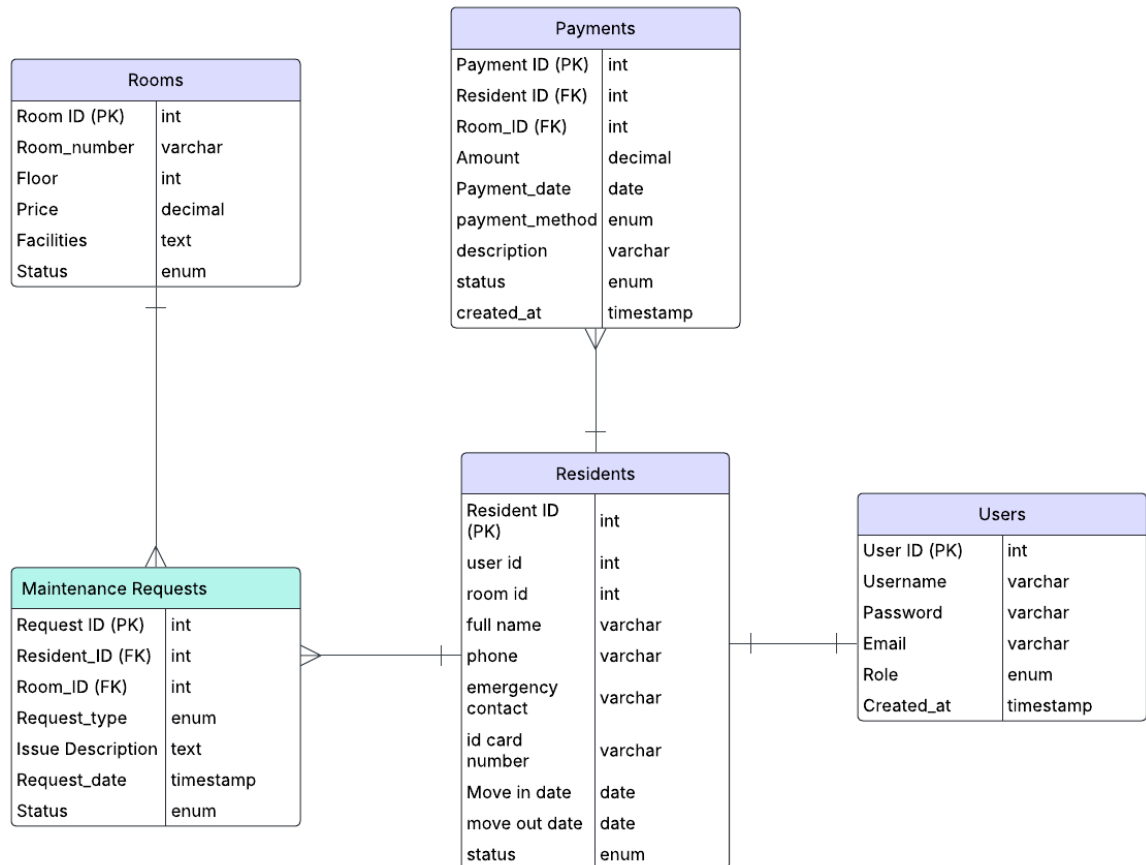 Payments
Payment ID (PK) int
Resident ID (FK) int
Room_ID (FK) int
Amount decimal
Payment_date date
payment_method enum
description varchar
status enum
created_at timestamp
Rooms
Room ID (PK) int
Room_number varchar
Floor int
Price decimal
Facilities text
Status enum
Residents
Resident ID
(PK) int
user id int
room id int
full name varchar
phone varchar
emergency
contact varchar
id card
number varchar
Move in date date
move out date date
status enum
Users
User ID (PK) int
Username varchar
Password varchar
Email varchar
Role enum
Created_at timestamp
Maintenance Requests
Request ID (PK) int
Resident_ID (FK) int
Room_ID (FK) int
Request_type enum
Issue Description text
Request_date timestamp
Status enum